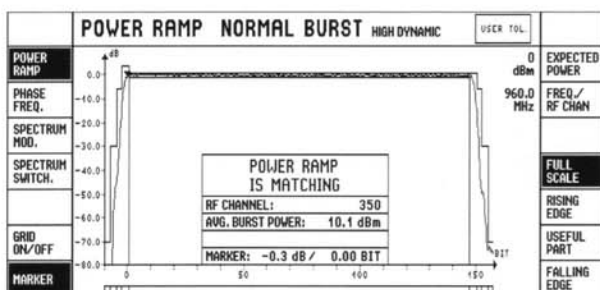 POWER RAMP NORMAL BURST HIGH DYNAMIC
USER TOL.
POWER
RAMP
PHASE
FREQ.
SPECTRUM
MOD.
SPECTRUM
SWITCH.
GRID
ON/OFF
MARKER
dB
0.0
-10.0
-20.0
-30.0
-40.0
-60.0
-70.0
-80.0
0
50
100
150
BIT
POWER RAMP
IS MATCHING
RF CHANNEL: 350
AVG. BURST POWER: 10.1 dBm
MARKER: -0.3 dB / 0.00 BIT
0
dBm
960.0
MHz
EXPECTED
POWER
FREQ./
RF CHAN
FULL
SCALE
RISING
EDGE
USEFUL
PART
FALLING
EDGE